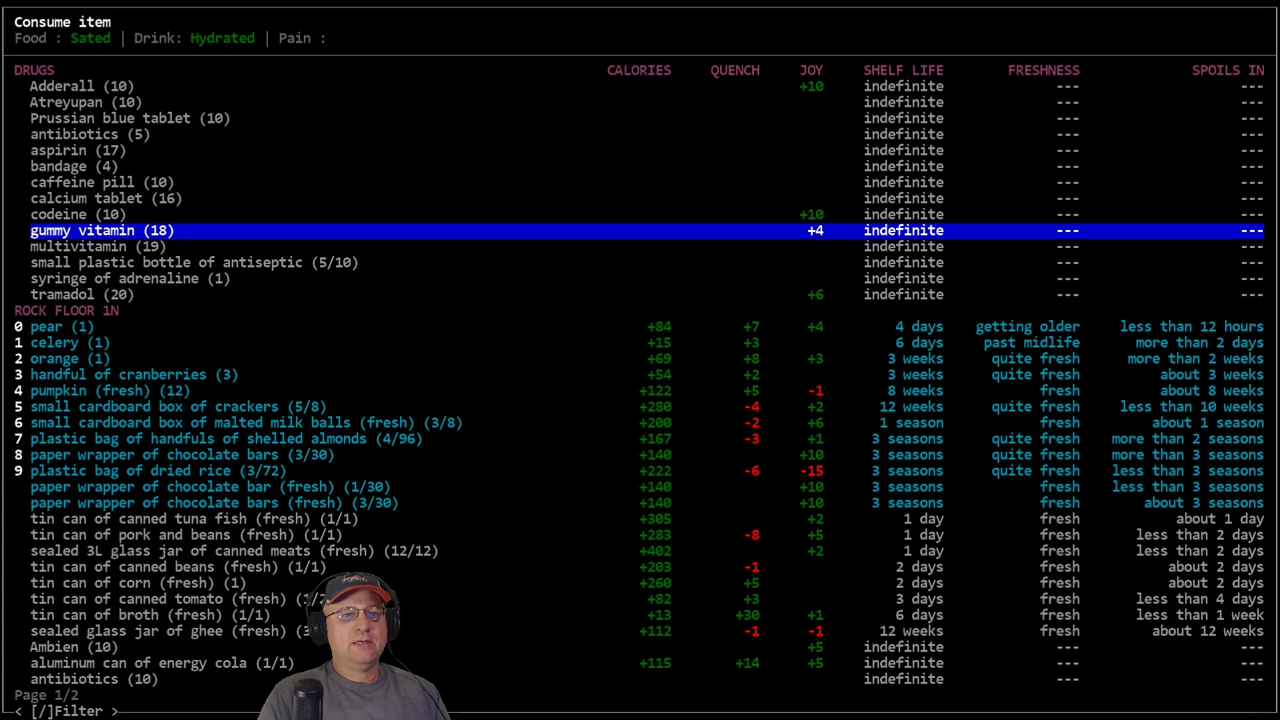 Consume item
Food : Sated | Drink: Hydrated | Pain :
DRUGS CALORIES QUENCH JOY SHELF LIFE FRESHNESS SPOILS IN
Adderall (10) +10 indefinite --- ---
Atreyupan (10) indefinite --- ---
Prussian blue tablet (10) indefinite --- ---
antibiotics (5) indefinite --- ---
aspirin (17) indefinite --- ---
bandage (4) indefinite --- ---
caffeine pill (10) indefinite --- ---
calcium tablet (16) indefinite --- ---
codeine (10) +10 indefinite --- ---
gummy vitamin (18) +4 indefinite --- ---
multivitamin (19) indefinite --- ---
small plastic bottle of antiseptic (5/10) indefinite --- ---
syringe of adrenaline (1) indefinite --- ---
tramadol (20) +6 indefinite --- ---
ROCK FLOOR 1N
0 pear (1) +84 +7 +4 4 days getting older less than 12 hours
1 celery (1) +15 +3 6 days past midlife more than 2 days
2 orange (1) +69 +8 +3 3 weeks quite fresh more than 2 weeks
3 handful of cranberries (3) +54 +2 3 weeks quite fresh about 3 weeks
4 pumpkin (fresh) (12) +122 +5 -1 8 weeks fresh about 8 weeks
5 small cardboard box of crackers (5/8) +280 -4 +2 12 weeks quite fresh less than 10 weeks
6 small cardboard box of malted milk balls (fresh) (3/8) +200 -2 +6 1 season fresh about 1 season
7 plastic bag of handfuls of shelled almonds (4/96) +167 -3 +1 3 seasons quite fresh more than 2 seasons
8 paper wrapper of chocolate bars (3/30) +140 +10 3 seasons quite fresh more than 3 seasons
9 plastic bag of dried rice (3/72) +222 -6 -15 3 seasons quite fresh less than 3 seasons
paper wrapper of chocolate bar (fresh) (1/30) +140 +10 3 seasons fresh less than 3 seasons
paper wrapper of chocolate bars (fresh) (3/30) +140 +10 3 seasons fresh about 3 seasons
tin can of canned tuna fish (fresh) (1/1) +305 +2 1 day fresh about 1 day
tin can of pork and beans (fresh) (1/1) +283 -8 +5 1 day fresh less than 2 days
sealed 3L glass jar of canned meats (fresh) (12/12) +402 +2 1 day fresh less than 2 days
tin can of canned beans (fresh) (1/1) +203 -1 2 days fresh about 2 days
tin can of corn (fresh) (1) +260 +5 2 days fresh about 2 days
tin can of canned tomato (fresh) +82 +3 3 days fresh less than 4 days
tin can of broth (fresh) (1/1) +13 +30 +1 6 days fresh less than 1 week
sealed glass jar of ghee (fresh) +112 -1 -1 12 weeks fresh about 12 weeks
Ambien (10) +5 indefinite --- ---
aluminum can of energy cola (1/1) +115 +14 +5 indefinite --- ---
antibiotics (10) indefinite --- ---
Page 1/2
< [/]Filter >